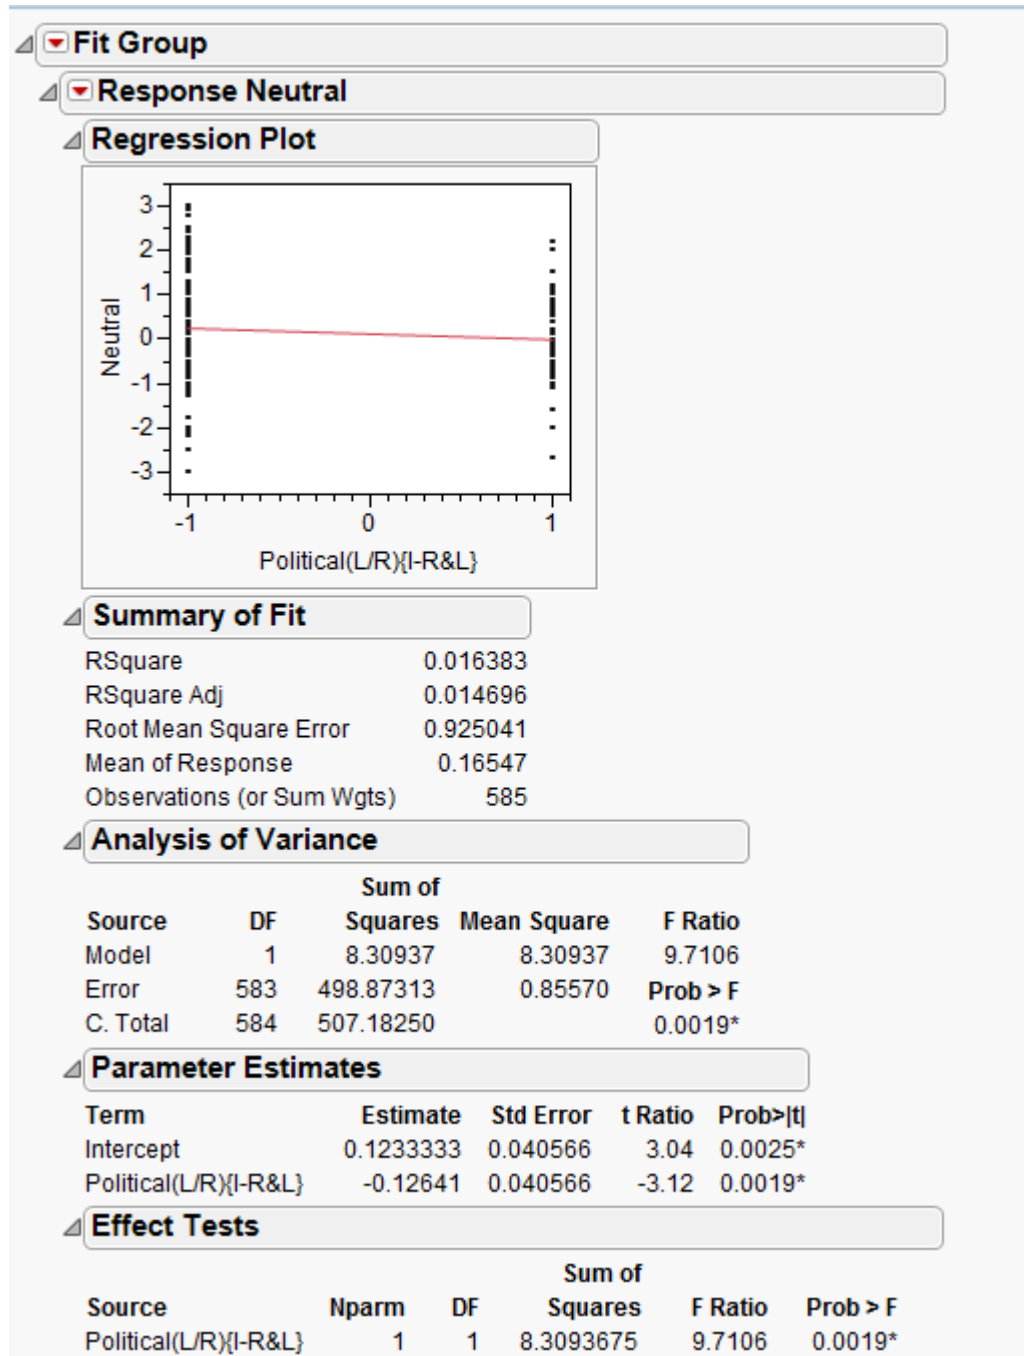 Fit Group
Response Neutral
Regression Plot
3
2
1
0
-1
-2
-3
Neutral
-1 0 1
Political(L/R){I-R&L}
Summary of Fit
RSquare 0.016383
RSquare Adj 0.014696
Root Mean Square Error 0.925041
Mean of Response 0.16547
Observations (or Sum Wgts) 585
Analysis of Variance
Sum of
Source DF Squares Mean Square F Ratio
Model 1 8.30937 8.30937 9.7106
Error 583 498.87313 0.85570 Prob > F
C. Total 584 507.18250 0.0019*
Parameter Estimates
Term Estimate Std Error t Ratio Prob>|t|
Intercept 0.1233333 0.040566 3.04 0.0025*
Political(L/R){I-R&L} -0.12641 0.040566 -3.12 0.0019*
Effect Tests
Sum of
Source Nparm DF Squares F Ratio Prob > F
Political(L/R){I-R&L} 1 1 8.3093675 9.7106 0.0019*